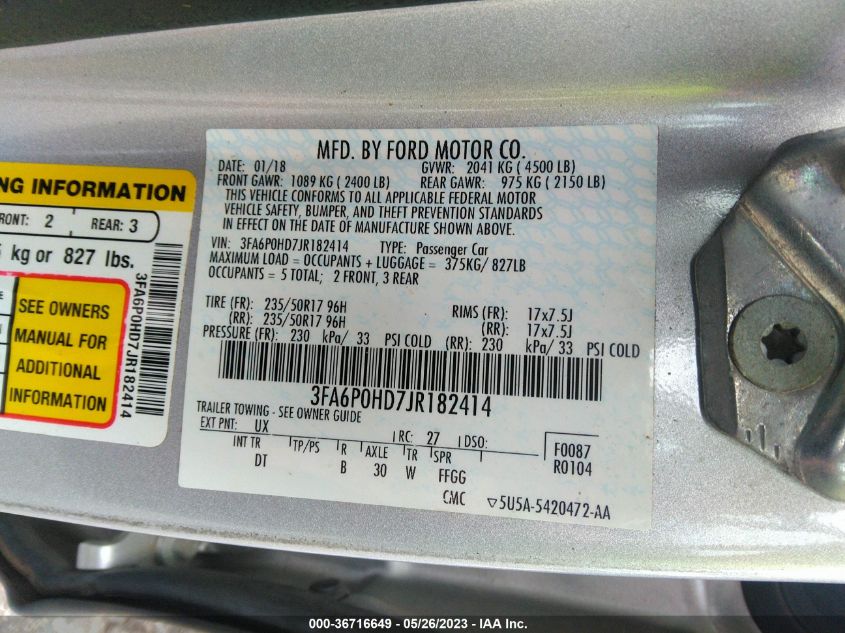 NG INFORMATION
FRONT: 2 REAR: 3
kg or 827 lbs.
SEE OWNERS
MANUAL FOR
ADDITIONAL
INFORMATION
3FA6P0HD7JR182414
MFD. BY FORD MOTOR CO.
DATE: 01/18 GVWR: 2041 KG ( 4500 LB)
FRONT GAWR: 1089 KG ( 2400 LB) REAR GAWR: 975 KG ( 2150 LB)
THIS VEHICLE CONFORMS TO ALL APPLICABLE FEDERAL MOTOR
VEHICLE SAFETY, BUMPER, AND THEFT PREVENTION STANDARDS
IN EFFECT ON THE DATE OF MANUFACTURE SHOWN ABOVE.
VIN: 3FA6P0HD7JR182414 TYPE: Passenger Car
MAXIMUM LOAD = OCCUPANTS + LUGGAGE = 375KG/ 827LB
OCCUPANTS = 5 TOTAL; 2 FRONT, 3 REAR
TIRE (FR): 235/50R17 96H RIMS (FR): 17x7.5J
(RR): 235/50R17 96H (RR): 17x7.5J
PRESSURE (FR): 230 kPa/ 33 PSI COLD (RR): 230 kPa/ 33 PSI COLD
3FA6P0HD7JR182414
TRAILER TOWING - SEE OWNER GUIDE
EXT PNT: UX RC: 27 DSO: F0087
INT TR TP/PS R AXLE TR SPR R0104
DT B 30 W FFGG
CMC ▽5U5A-5420472-AA
000-36716649 / 05/26/2023 - IAA Inc.